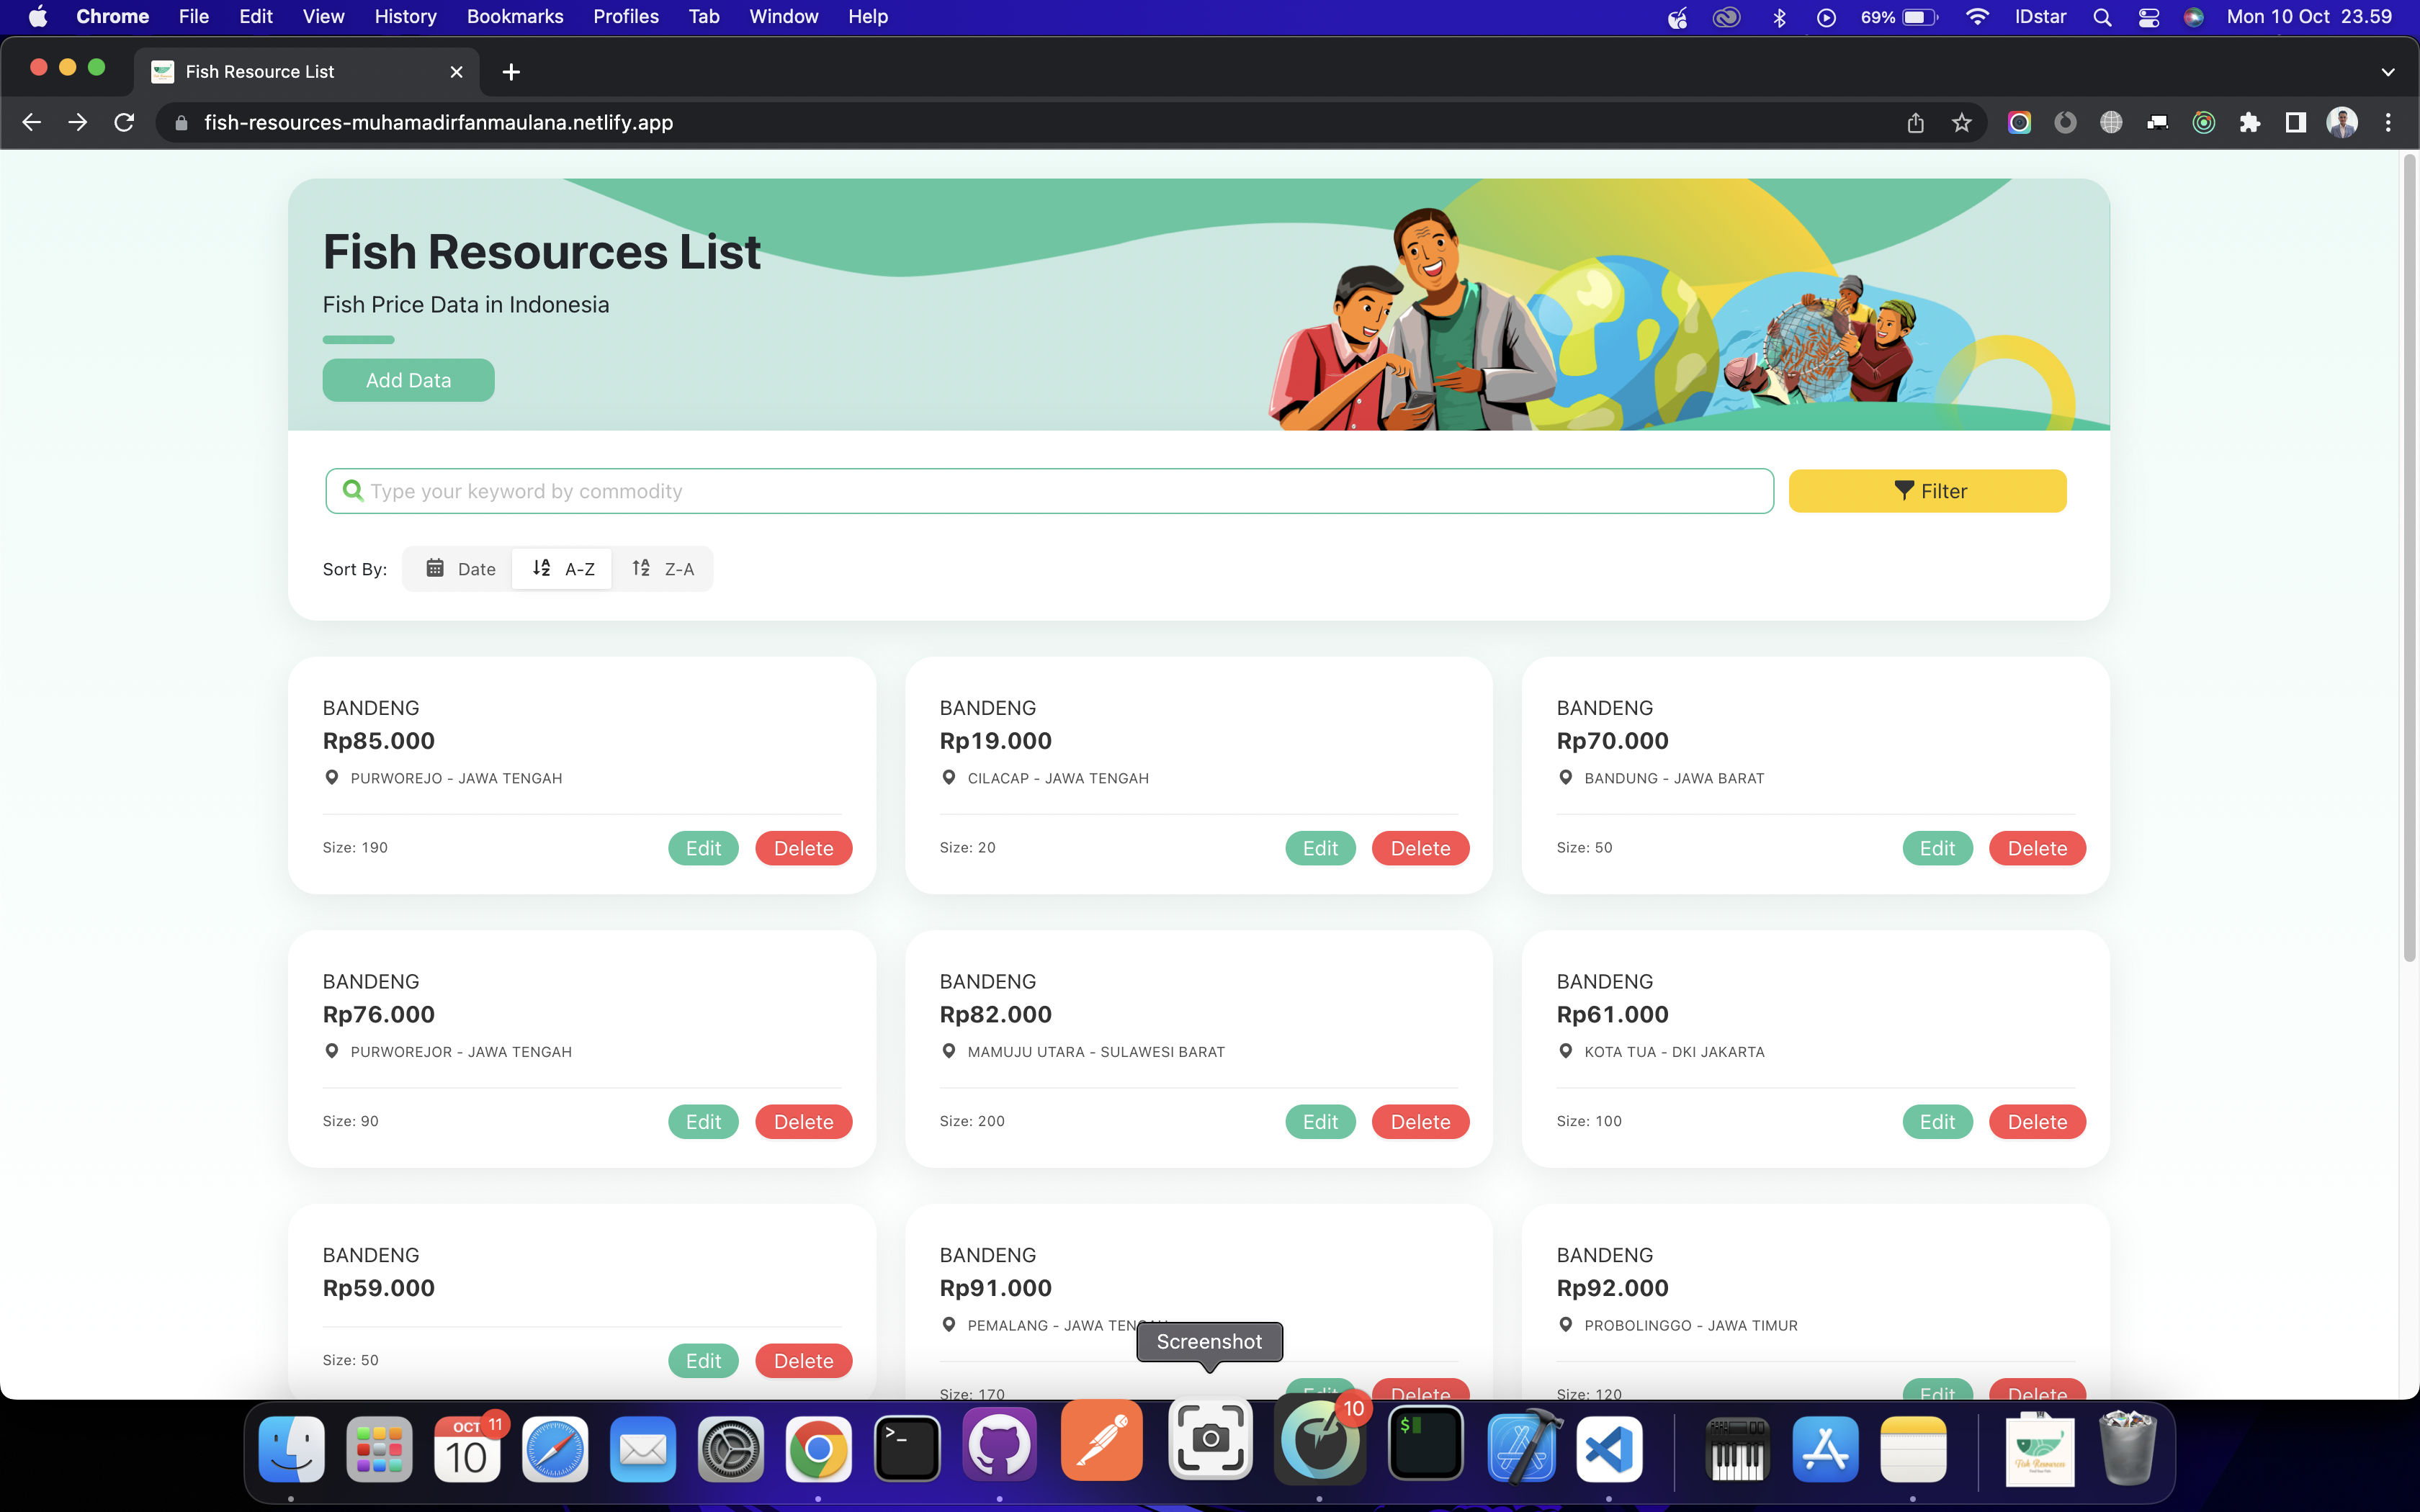 Chrome File Edit View History Bookmarks Profiles Tab Window Help 69% IDstar Mon 10 Oct 23.59
Fish Resource List
fish-resources-muhamadirfanmaulana.netlify.app
Fish Resources List
Fish Price Data in Indonesia
Add Data
Type your keyword by commodity
Filter
Sort By: Date A-Z Z-A
BANDENG
Rp85.000
PURWOREJO - JAWA TENGAH
Size: 190 Edit Delete
BANDENG
Rp19.000
CILACAP - JAWA TENGAH
Size: 20 Edit Delete
BANDENG
Rp70.000
BANDUNG - JAWA BARAT
Size: 50 Edit Delete
BANDENG
Rp76.000
PURWOREJOR - JAWA TENGAH
Size: 90 Edit Delete
BANDENG
Rp82.000
MAMUJU UTARA - SULAWESI BARAT
Size: 200 Edit Delete
BANDENG
Rp61.000
KOTA TUA - DKI JAKARTA
Size: 100 Edit Delete
BANDENG
Rp59.000
Size: 50 Edit Delete
BANDENG
Rp91.000
PEMALANG - JAWA TENGAH
Size: 170 Edit Delete
BANDENG
Rp92.000
PROBOLINGGO - JAWA TIMUR
Size: 120 Edit Delete
Screenshot
OCT 11
10
>_
10
$
Fish Resources